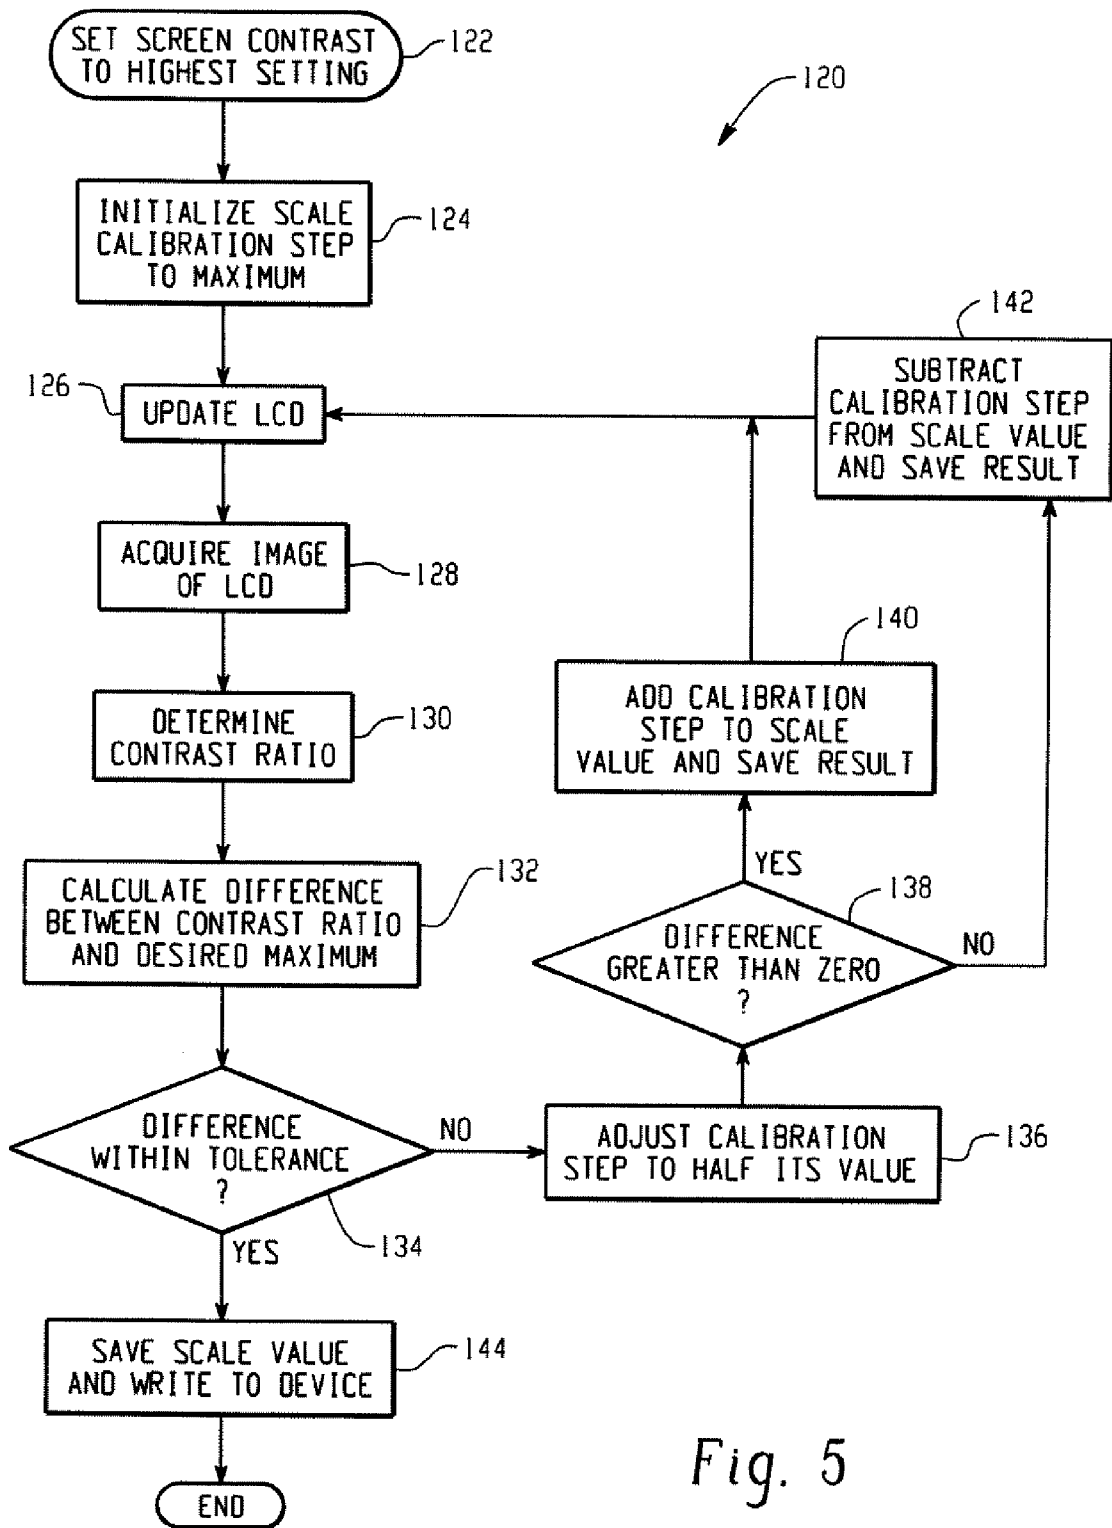 SET SCREEN CONTRAST
TO HIGHEST SETTING
122
120
INITIALIZE SCALE
CALIBRATION STEP
TO MAXIMUM
124
126
UPDATE LCD
ACQUIRE IMAGE
OF LCD
128
DETERMINE
CONTRAST RATIO
130
CALCULATE DIFFERENCE
BETWEEN CONTRAST RATIO
AND DESIRED MAXIMUM
132
DIFFERENCE
WITHIN TOLERANCE
?
134
NO
YES
ADJUST CALIBRATION
STEP TO HALF ITS VALUE
136
DIFFERENCE
GREATER THAN ZERO
?
138
YES
NO
ADD CALIBRATION
STEP TO SCALE
VALUE AND SAVE RESULT
140
SUBTRACT
CALIBRATION STEP
FROM SCALE VALUE
AND SAVE RESULT
142
SAVE SCALE VALUE
AND WRITE TO DEVICE
144
END
Fig. 5